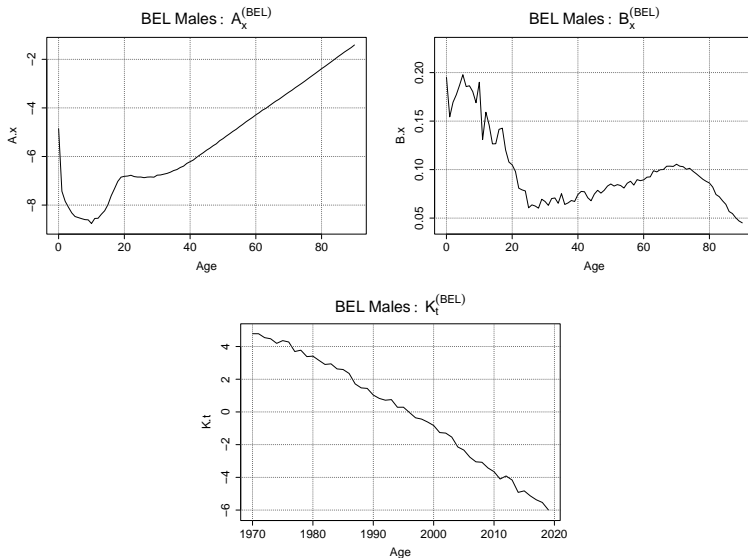 BEL Males : A_x^(BEL)
A.x
-2
-4
-6
-8
0 20 40 60 80
Age
BEL Males : B_x^(BEL)
B.x
0.20
0.15
0.10
0.05
0 20 40 60 80
Age
BEL Males : K_t^(BEL)
K.t
4
2
0
-2
-4
-6
1970 1980 1990 2000 2010 2020
Age